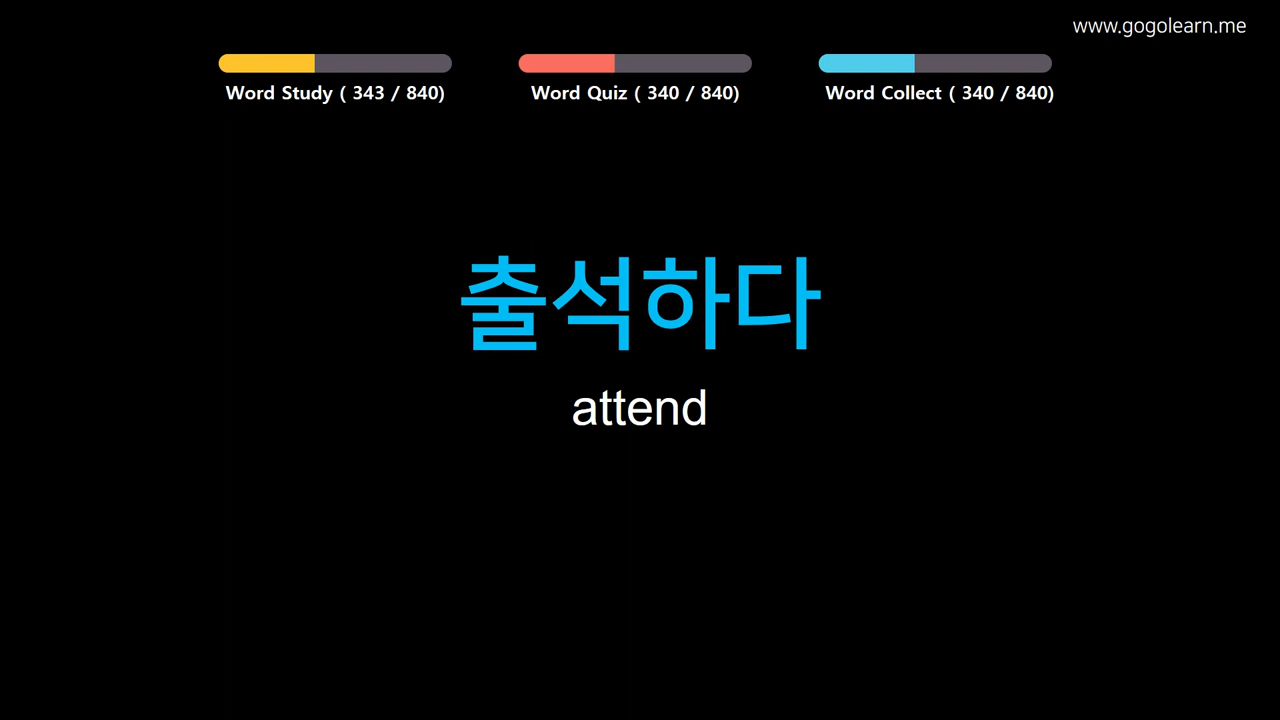 www.gogolearn.me
Word Study ( 343 / 840)
Word Quiz ( 340 / 840)
Word Collect ( 340 / 840)
출석하다
attend